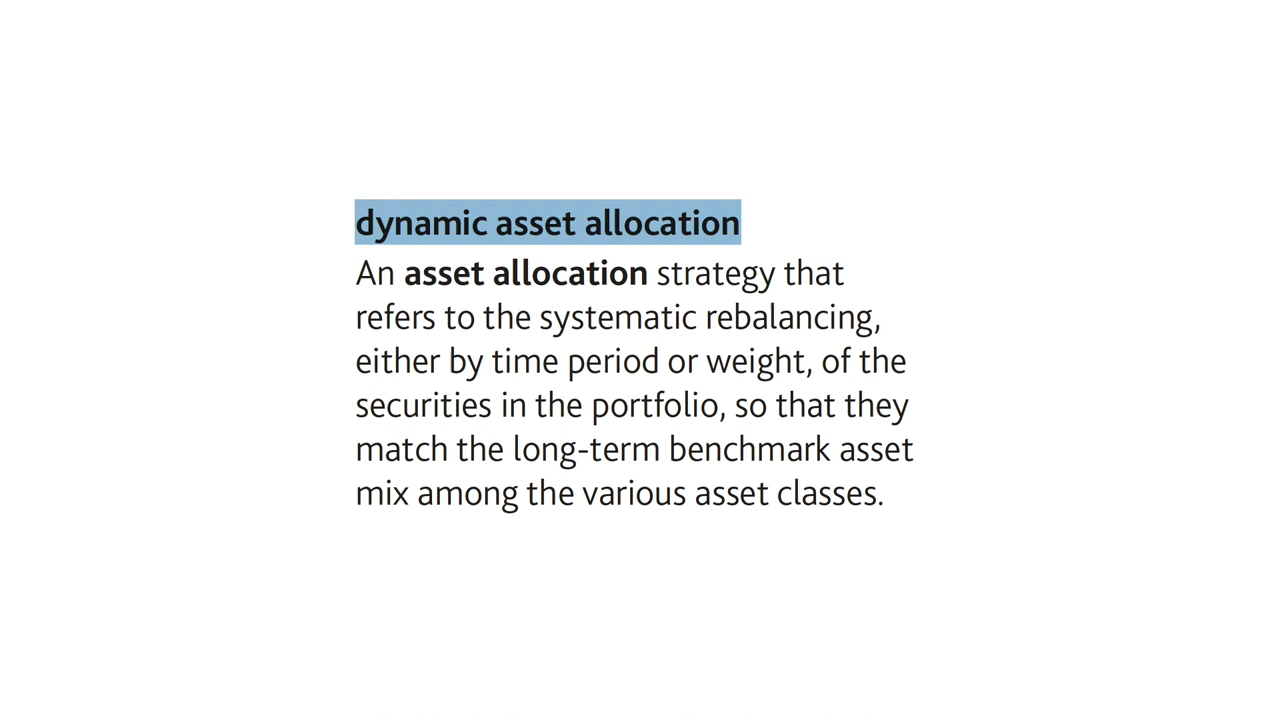 dynamic asset allocation
An asset allocation strategy that
refers to the systematic rebalancing,
either by time period or weight, of the
securities in the portfolio, so that they
match the long-term benchmark asset
mix among the various asset classes.